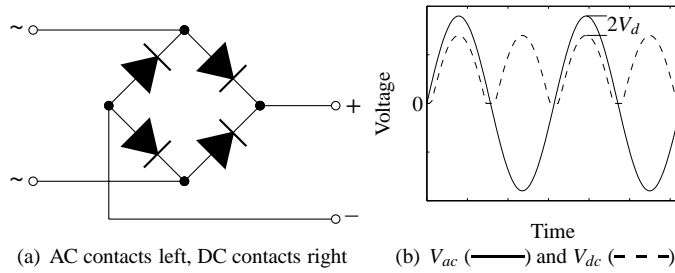 ~
~
+
−
(a) AC contacts left, DC contacts right
2V_d
0
Voltage
Time
(b) V_ac (——) and V_dc (– – –)